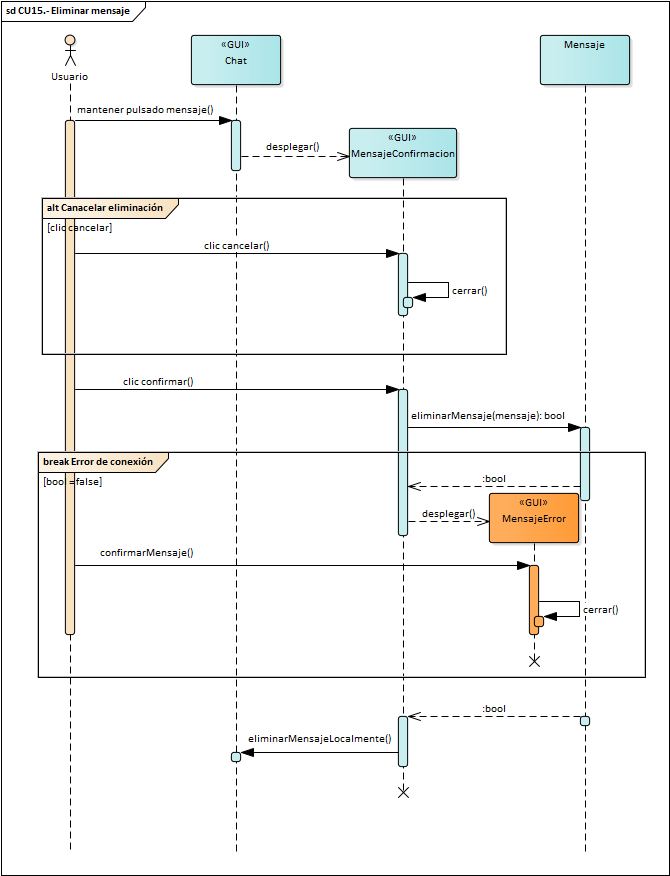 sd CU15.- Eliminar mensaje
«GUI»
Chat
Mensaje
Usuario
mantener pulsado mensaje()
«GUI»
MensajeConfirmacion
desplegar()
alt Canacelar eliminación
[clic cancelar]
clic cancelar()
cerrar()
clic confirmar()
eliminarMensaje(mensaje): bool
break Error de conexión
[bool =false]
:bool
«GUI»
MensajeError
desplegar()
confirmarMensaje()
cerrar()
:bool
eliminarMensajeLocalmente()